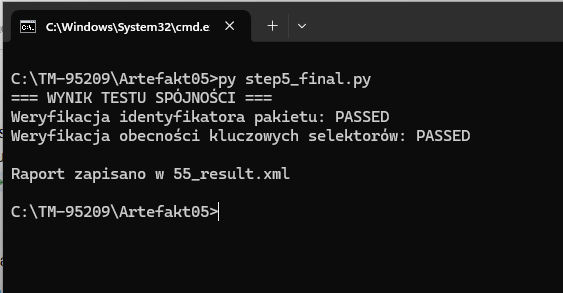 C:\Windows\System32\cmd.e:
C:\TM-95209\Artefakt05>py step5_final.py
=== WYNIK TESTU SPÓJNOŚCI ===
Weryfikacja identyfikatora pakietu: PASSED
Weryfikacja obecności kluczowych selektorów: PASSED
Raport zapisano w 55_result.xml
C:\TM-95209\Artefakt05>